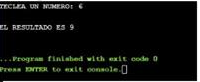 TECLEA UN NUMERO: 6
EL RESULTADO ES 9
...Program finished with exit code 0
Press ENTER to exit console.